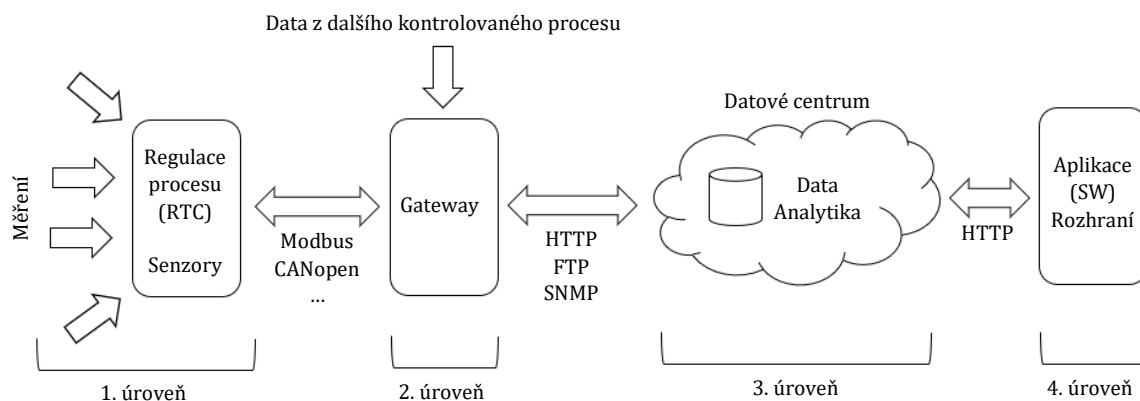 Data z dalšího kontrolovaného procesu
Měření
Regulace
procesu
(RTC)
Senzory
Modbus
CANopen
...
Gateway
HTTP
FTP
SNMP
Datové centrum
Data
Analytika
HTTP
Aplikace
(SW)
Rozhraní
1. úroveň
2. úroveň
3. úroveň
4. úroveň